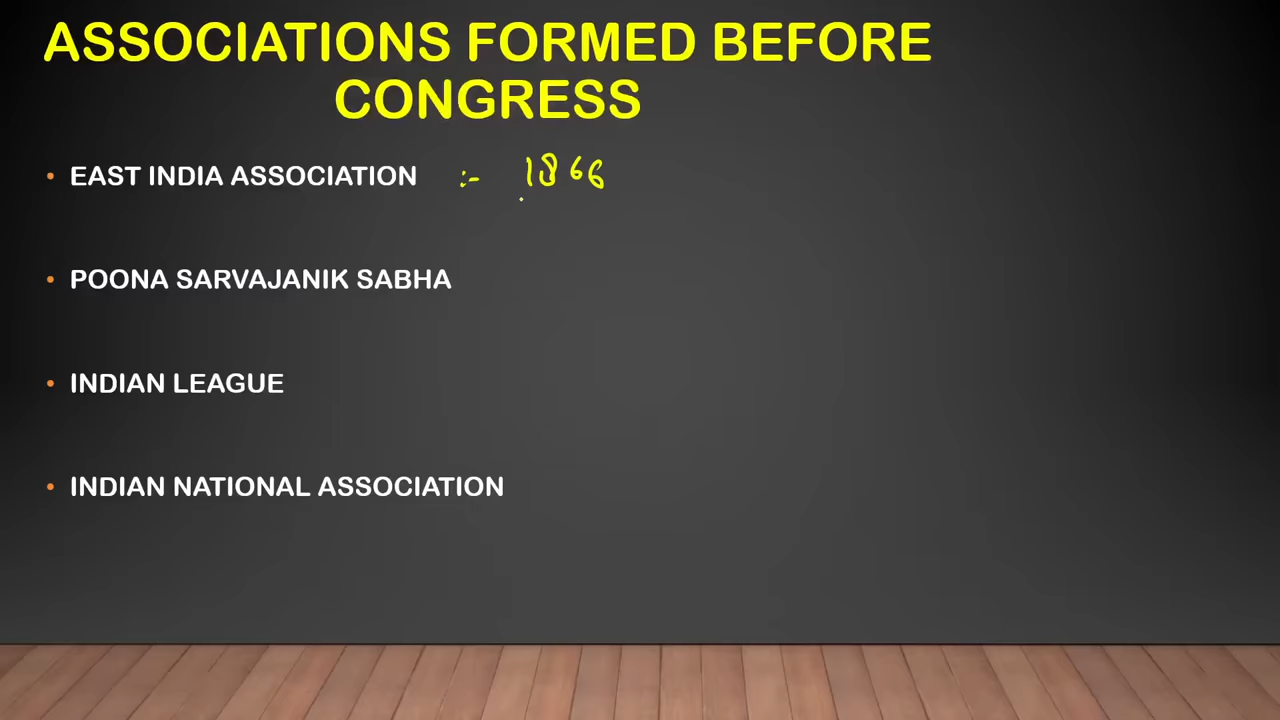 ASSOCIATIONS FORMED BEFORE
CONGRESS
• EAST INDIA ASSOCIATION :- 1866
• POONA SARVAJANIK SABHA
• INDIAN LEAGUE
• INDIAN NATIONAL ASSOCIATION